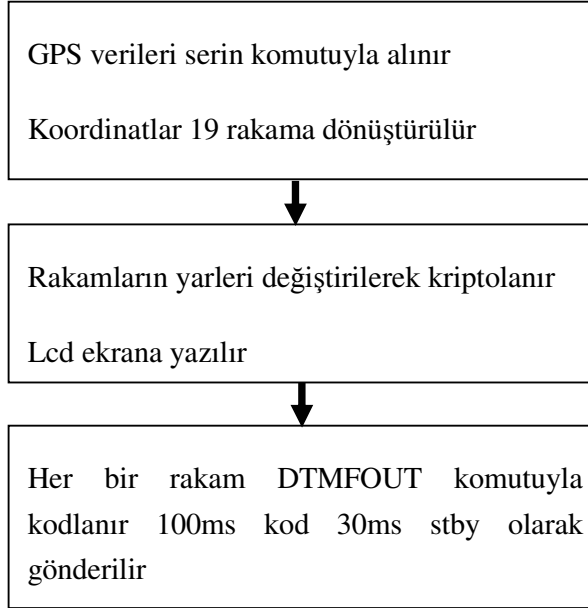 GPS verileri serin komutuyla alınır
Koordinatlar 19 rakama dönüştürülür
Rakamların yarleri değiştirilerek kriptolanır
Lcd ekrana yazılır
Her bir rakam DTMFOUT komutuyla
kodlanır 100ms kod 30ms stby olarak
gönderilir